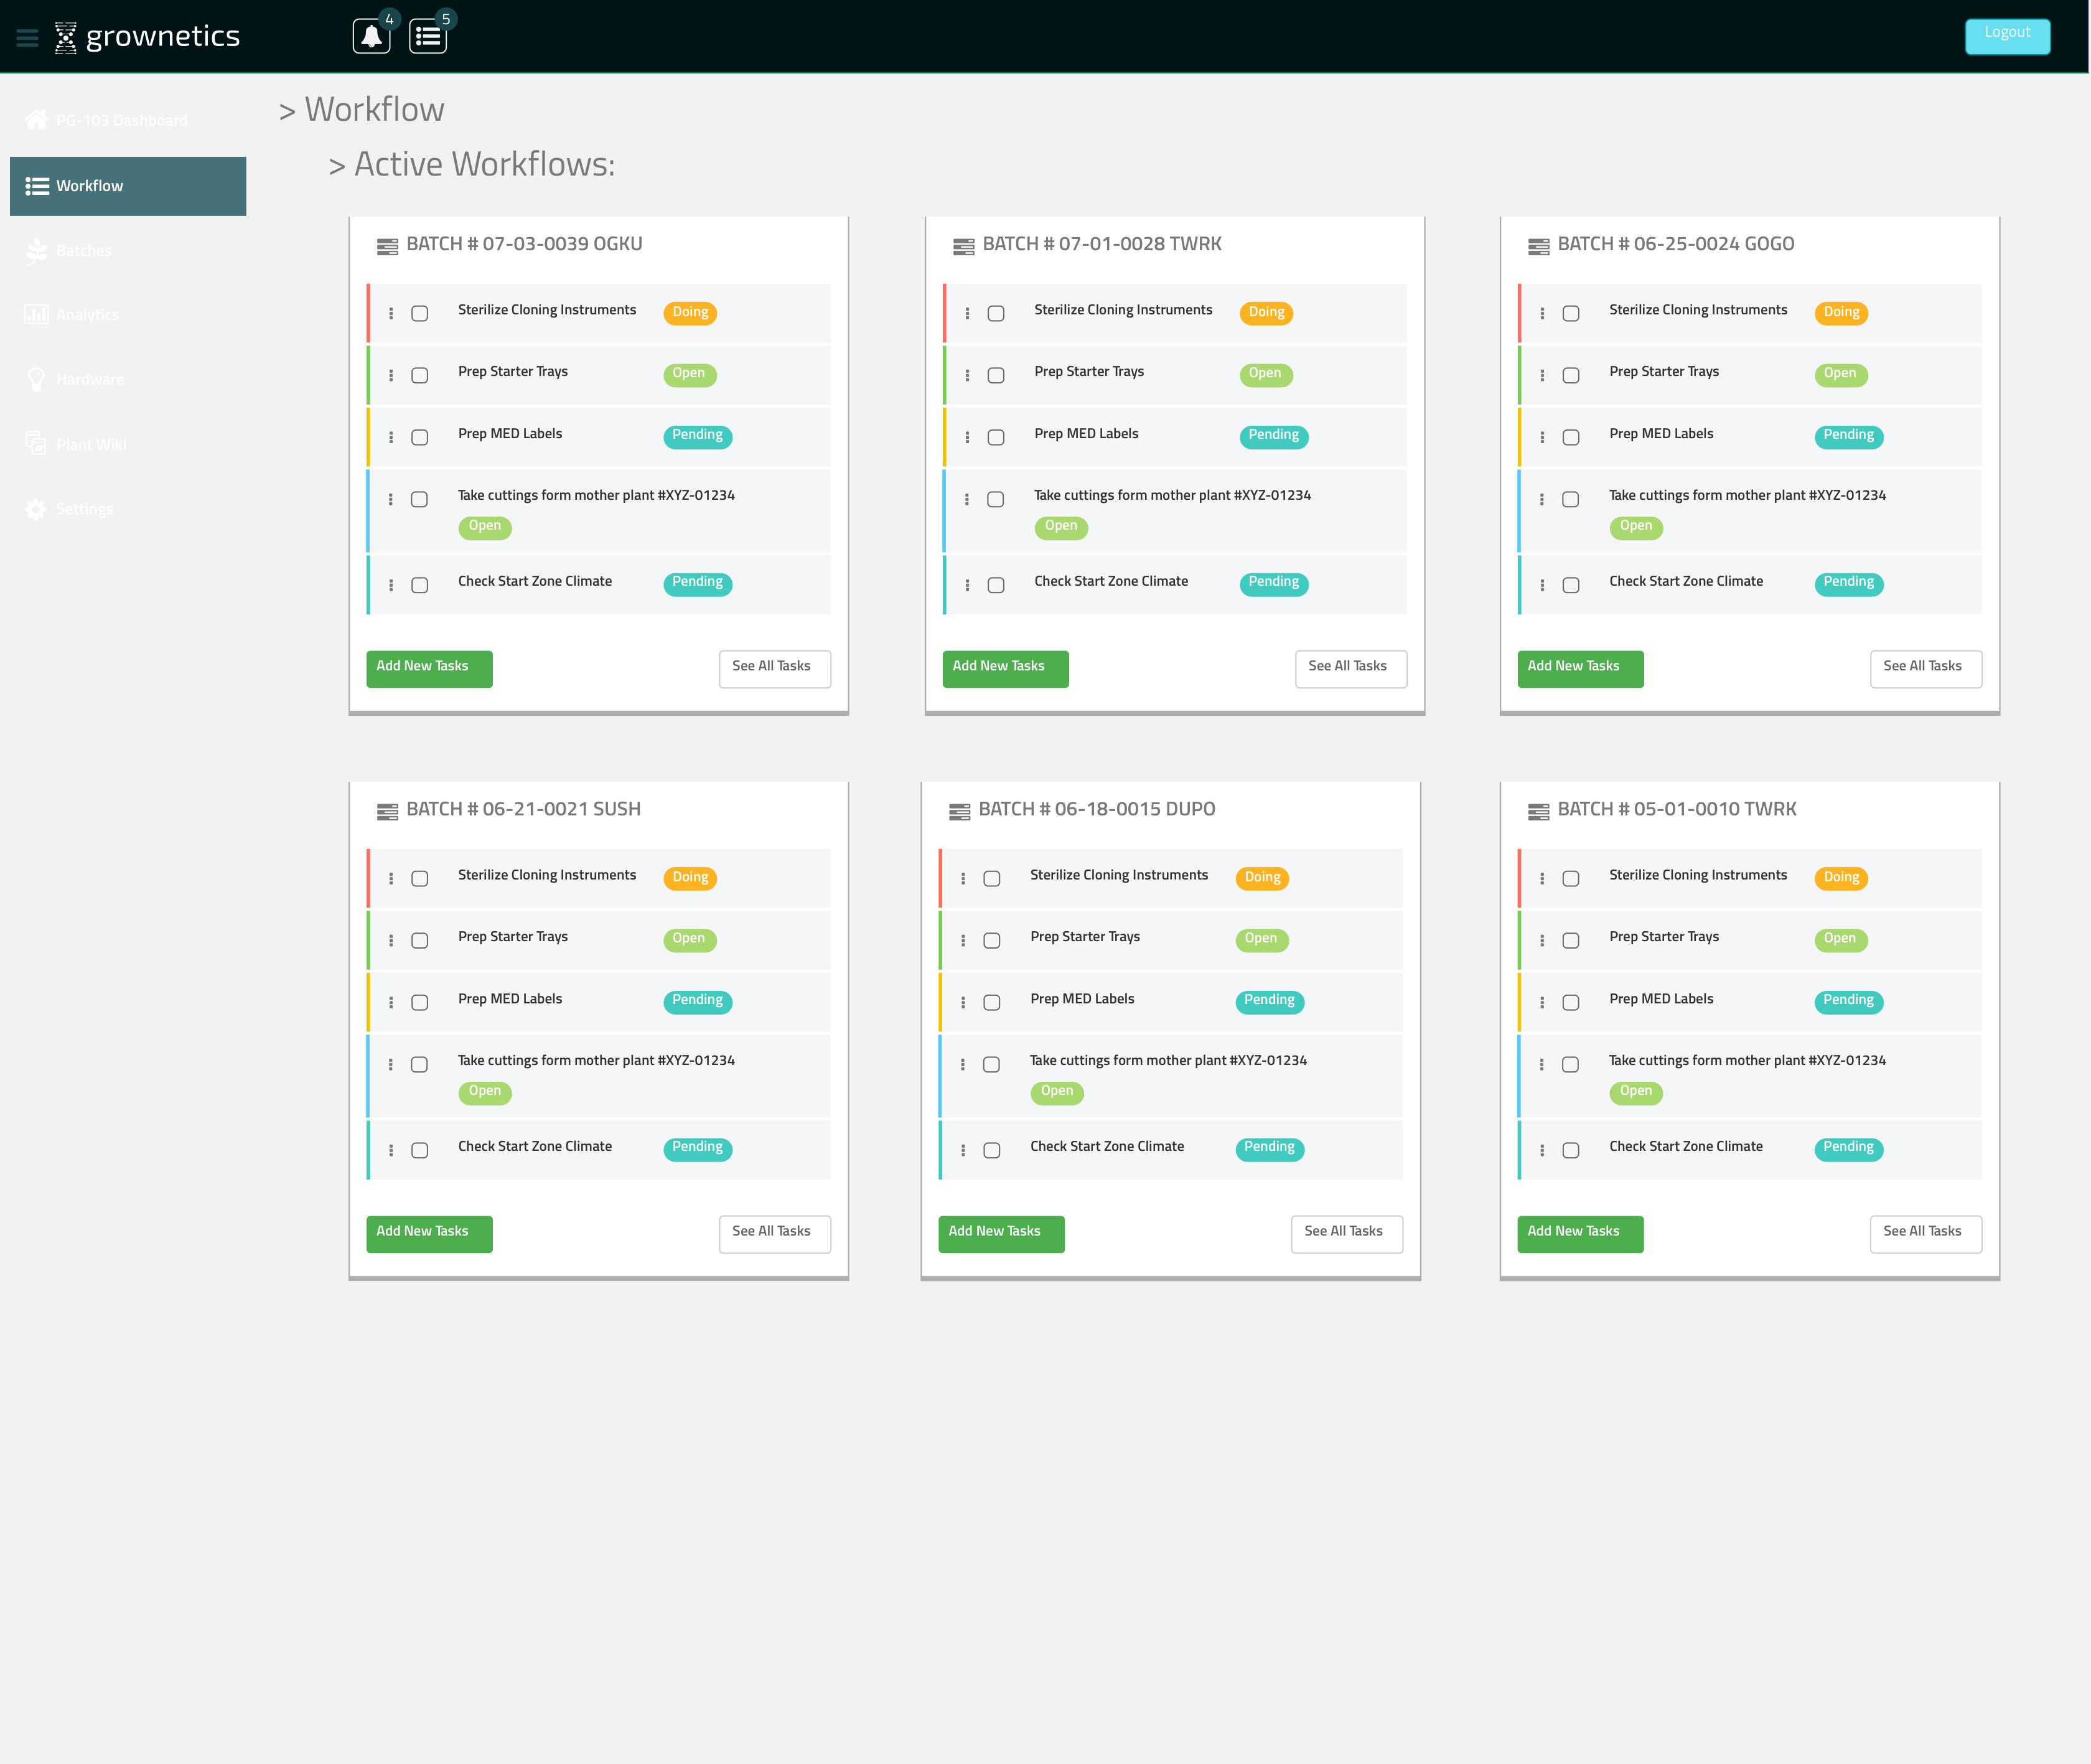 grownetics
4
5
Logout
PG-103 Dashboard
Workflow
Batches
Analytics
Hardware
Plant Wiki
Settings
> Workflow
> Active Workflows:
BATCH # 07-03-0039 OGKU
Sterilize Cloning Instruments Doing
Prep Starter Trays Open
Prep MED Labels Pending
Take cuttings form mother plant #XYZ-01234
Open
Check Start Zone Climate Pending
Add New Tasks See All Tasks
BATCH # 07-01-0028 TWRK
Sterilize Cloning Instruments Doing
Prep Starter Trays Open
Prep MED Labels Pending
Take cuttings form mother plant #XYZ-01234
Open
Check Start Zone Climate Pending
Add New Tasks See All Tasks
BATCH # 06-25-0024 GOGO
Sterilize Cloning Instruments Doing
Prep Starter Trays Open
Prep MED Labels Pending
Take cuttings form mother plant #XYZ-01234
Open
Check Start Zone Climate Pending
Add New Tasks See All Tasks
BATCH # 06-21-0021 SUSH
Sterilize Cloning Instruments Doing
Prep Starter Trays Open
Prep MED Labels Pending
Take cuttings form mother plant #XYZ-01234
Open
Check Start Zone Climate Pending
Add New Tasks See All Tasks
BATCH # 06-18-0015 DUPO
Sterilize Cloning Instruments Doing
Prep Starter Trays Open
Prep MED Labels Pending
Take cuttings form mother plant #XYZ-01234
Open
Check Start Zone Climate Pending
Add New Tasks See All Tasks
BATCH # 05-01-0010 TWRK
Sterilize Cloning Instruments Doing
Prep Starter Trays Open
Prep MED Labels Pending
Take cuttings form mother plant #XYZ-01234
Open
Check Start Zone Climate Pending
Add New Tasks See All Tasks